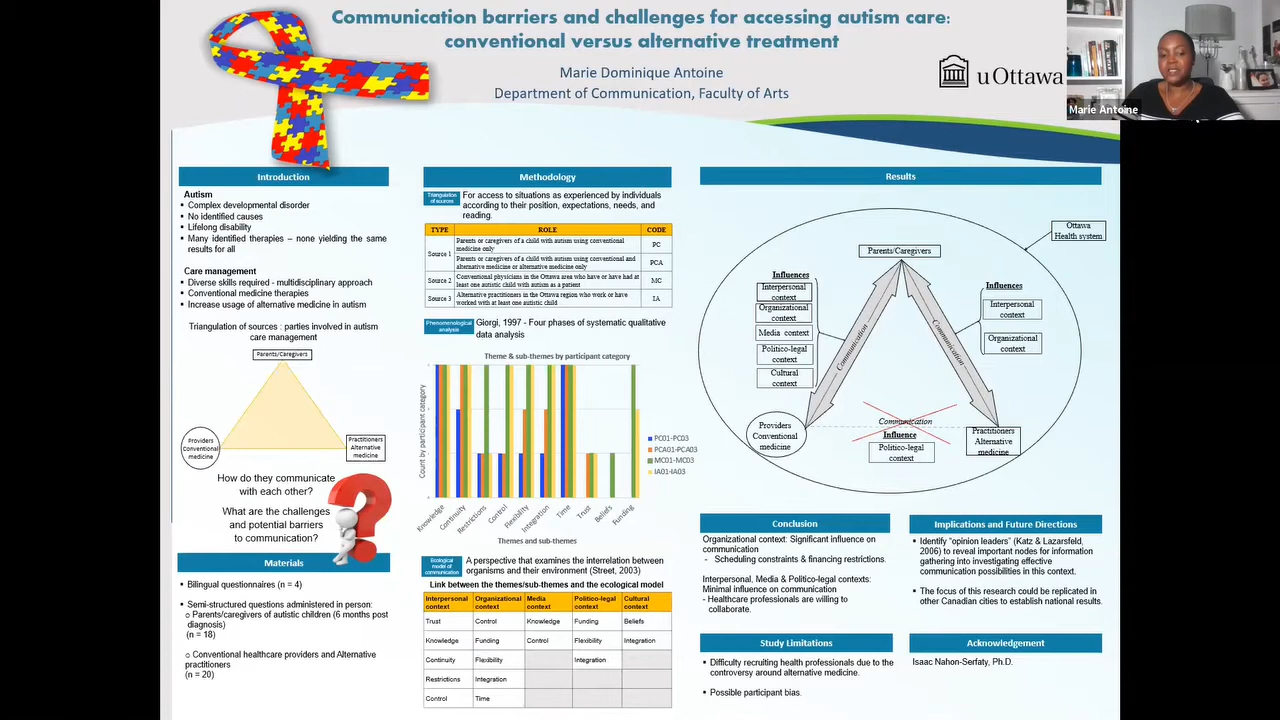 Communication barriers and challenges for accessing autism care:
conventional versus alternative treatment
Marie Dominique Antoine
Department of Communication, Faculty of Arts
uOttawa
Marie Antoine
Introduction
Autism
▪ Complex developmental disorder
▪ No identified causes
▪ Lifelong disability
▪ Many identified therapies – none yielding the same
results for all
Care management
▪ Diverse skills required - multidisciplinary approach
▪ Conventional medicine therapies
▪ Increase usage of alternative medicine in autism
Triangulation of sources : parties involved in autism
care management
Parents/Caregivers
Providers
Conventional
medicine
Practitioners
Alternative
medicine
How do they communicate
with each other?
What are the challenges
and potential barriers
to communication?
Materials
▪ Bilingual questionnaires (n = 4)
▪ Semi-structured questions administered in person:
o Parents/caregivers of autistic children (6 months post
diagnosis)
(n = 18)
o Conventional healthcare providers and Alternative
practitioners
(n = 20)
Methodology
Triangulation
of sources
For access to situations as experienced by individuals
according to their position, expectations, needs, and
reading.
TYPE ROLE CODE
Source 1 Parents or caregivers of a child with autism using conventional
medicine only PC
Parents or caregivers of a child with autism using conventional and
alternative medicine or alternative medicine only PCA
Source 2 Conventional physicians in the Ottawa area who have or have had at
least one autistic child with autism as a patient MC
Source 3 Alternative practitioners in the Ottawa region who work or have
worked with at least one autistic child IA
Phenomenological
analysis
Giorgi, 1997 - Four phases of systematic qualitative
data analysis
Theme & sub-themes by participant category
Count by participant category
Knowledge Continuity Restrictions Control Flexibility Integration Time Trust Beliefs Funding
Themes and sub-themes
PC01-PC03
PCA01-PCA03
MC01-MC03
IA01-IA03
Ecological
model of
communication
A perspective that examines the interrelation between
organisms and their environment (Street, 2003)
Link between the themes/sub-themes and the ecological model
Interpersonal context Organizational context Media context Politico-legal context Cultural context
Trust Control Knowledge Funding Beliefs
Knowledge Funding Control Flexibility Integration
Continuity Flexibility Integration
Restrictions Integration
Control Time
Results
Ottawa
Health system
Parents/Caregivers
Influences
Interpersonal
context
Organizational
context
Media context
Politico-legal
context
Cultural
context
Communication
Communication
Influences
Interpersonal
context
Organizational
context
Providers
Conventional
medicine
Communication
Influence
Politico-legal
context
Practitioners
Alternative
medicine
Conclusion
Organizational context: Significant influence on
communication
- Scheduling constraints & financing restrictions.
Interpersonal, Media & Politico-legal contexts:
Minimal influence on communication
- Healthcare professionals are willing to
collaborate.
Implications and Future Directions
▪ Identify “opinion leaders” (Katz & Lazarsfeld,
2006) to reveal important nodes for information
gathering into investigating effective
communication possibilities in this context.
▪ The focus of this research could be replicated in
other Canadian cities to establish national results.
Study Limitations
▪ Difficulty recruiting health professionals due to the
controversy around alternative medicine.
▪ Possible participant bias.
Acknowledgement
Isaac Nahon-Serfaty, Ph.D.